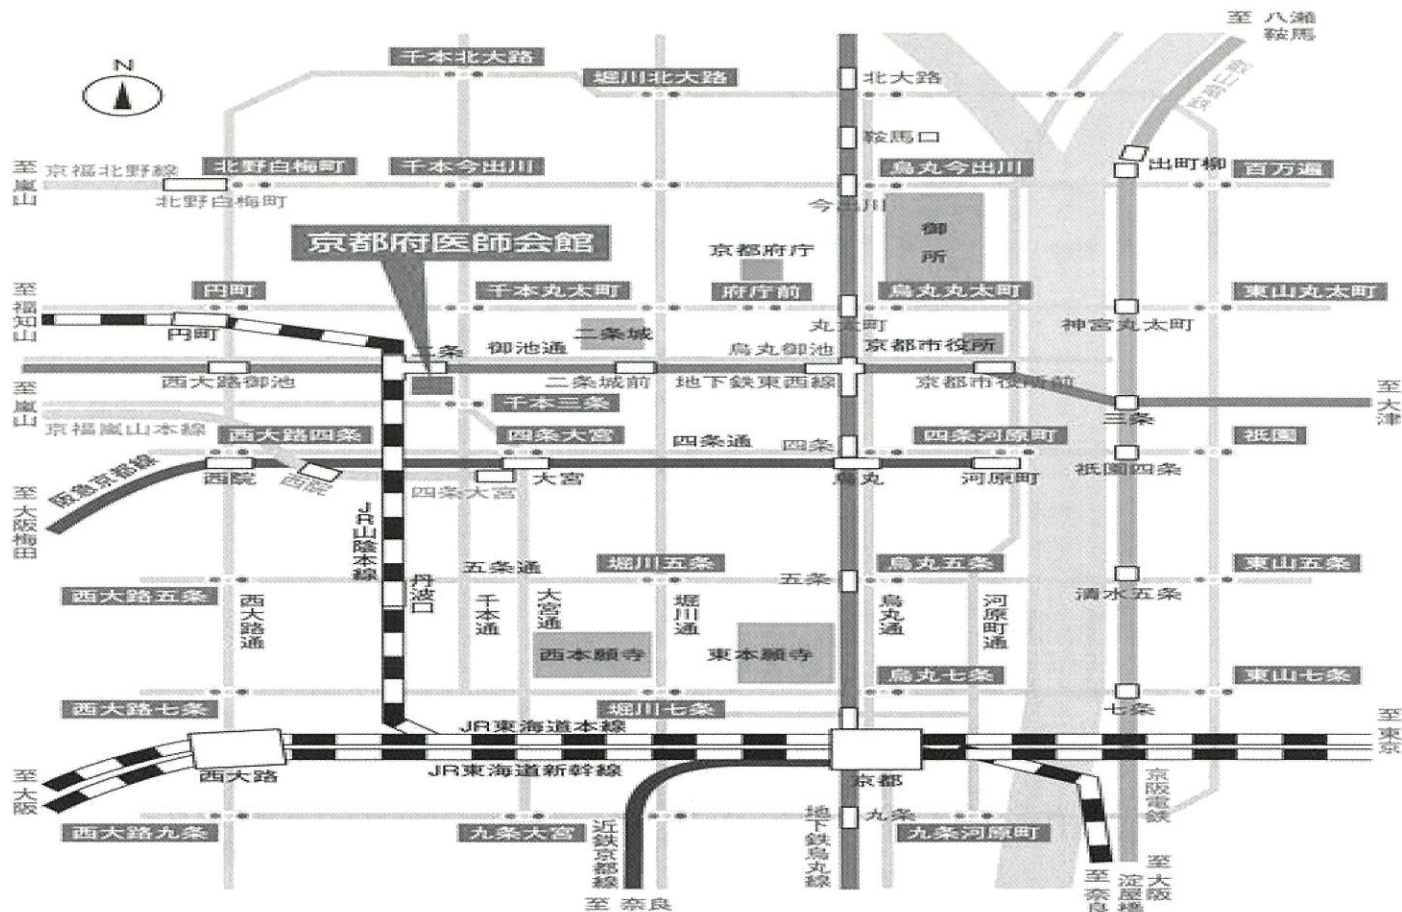 至 八瀬
鞍馬
N
千本北大路
堀川北大路
北大路
叡山電鉄
鞍馬口
至 嵐山
京福北野線
北野白梅町
千本今出川
烏丸今出川
出町柳
百万遍
北野白梅町
今出川
京都府医師会館
京都府庁
御所
至 福知山
円町
千本丸太町
府庁前
烏丸丸太町
東山丸太町
円町
二条城
丸太町
神宮丸太町
二条
御池通
烏丸御池
京都市役所
西大路御池
二条城前
地下鉄東西線
京都市役所前
至 嵐山
京福嵐山本線
千本三条
三条
至 大津
西大路四条
四条大宮
四条通
四条
四条河原町
祇園
阪急京都線
西院
西院
四条大宮
大宮
烏丸
河原町
祇園四条
至 大阪梅田
JR山陰本線
丹波口
五条通
堀川五条
五条
烏丸五条
東山五条
西大路五条
清水五条
西大路通
千本通
大宮通
堀川通
烏丸通
河原町通
西本願寺
東本願寺
烏丸七条
東山七条
西大路七条
堀川七条
七条
JR東海道本線
至 東京
西大路
JR東海道新幹線
京都
至 大阪
京阪電鉄
西大路九条
九条大宮
近鉄京都線
地下鉄烏丸線
九条
九条河原町
至 奈良
至 奈良
至 大阪
淀屋橋